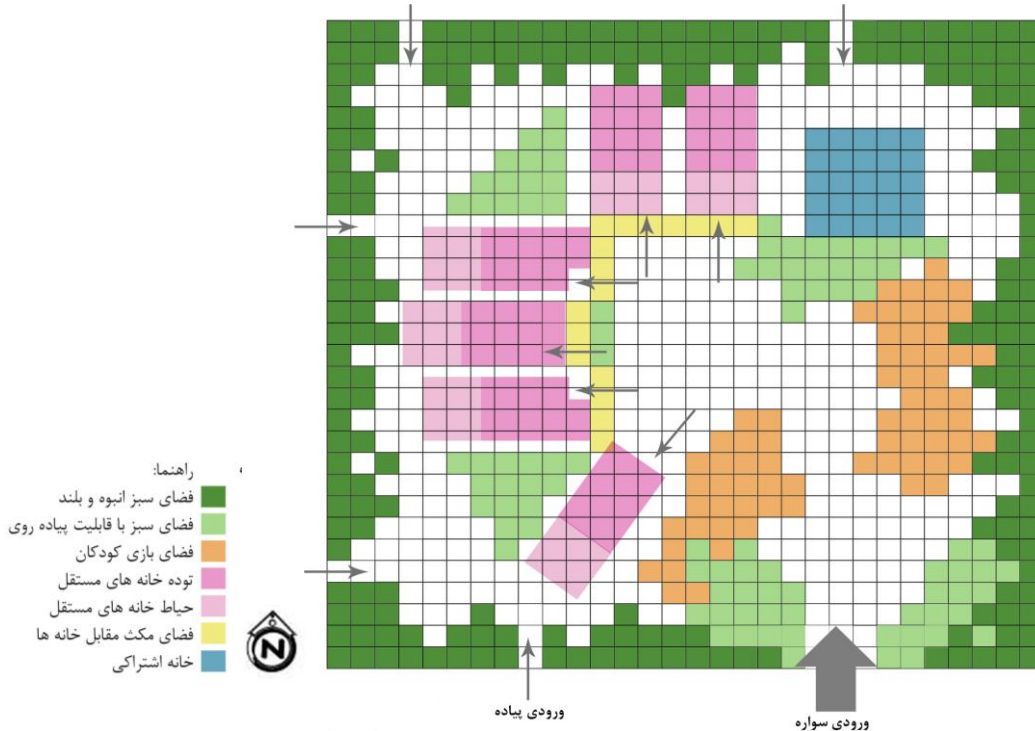 راهنما:
فضای سبز انبوه و بلند
فضای سبز با قابلیت پیاده روی
فضای بازی کودکان
توده خانه های مستقل
حیاط خانه های مستقل
فضای مکث مقابل خانه ها
خانه اشتراکی
N
ورودی پیاده
ورودی سواره